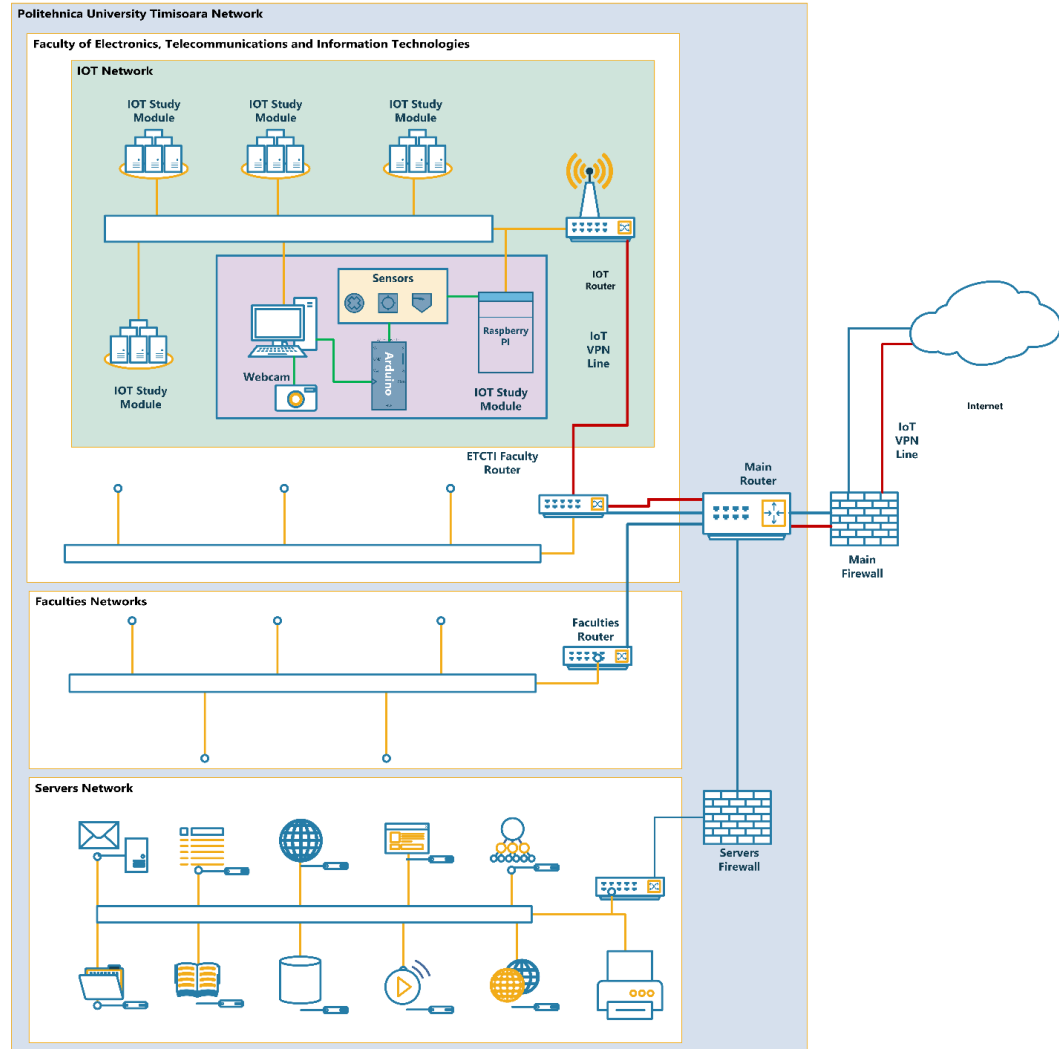 Politehnica University Timisoara Network
Faculty of Electronics, Telecommunications and Information Technologies
IOT Network
IOT Study
Module
IOT Study
Module
IOT Study
Module
IOT
Router
Sensors
Raspberry
PI
Arduino
Webcam
IOT Study
Module
IOT Study
Module
IoT
VPN
Line
Internet
IoT
VPN
Line
ETCTI Faculty
Router
Main
Router
Main
Firewall
Faculties Networks
Faculties
Router
Servers Network
Servers
Firewall